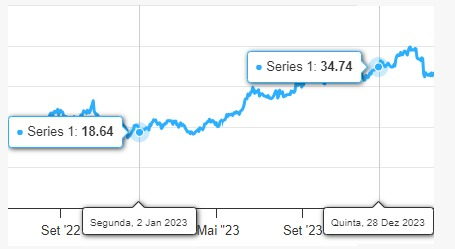 Series 1: 34.74
Series 1: 18.64
Segunda, 2 Jan 2023
Quinta, 28 Dez 2023
Set '22
Mai "23
Set '23